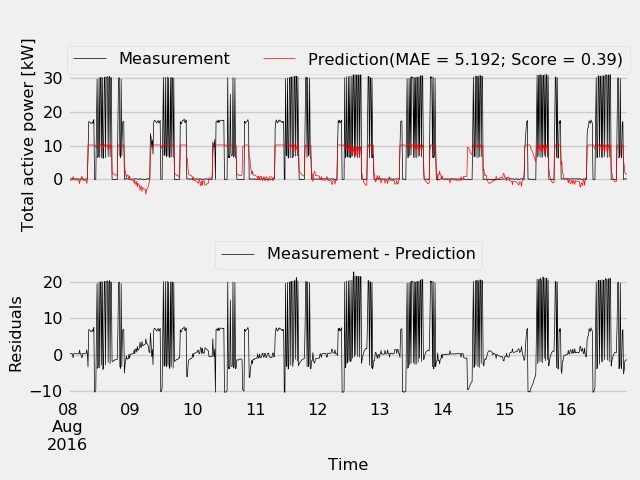 Measurement
Prediction(MAE = 5.192; Score = 0.39)
Total active power [kW]
30
20
10
0
Measurement - Prediction
Residuals
20
10
0
−10
08 09 10 11 12 13 14 15 16
Aug
2016
Time